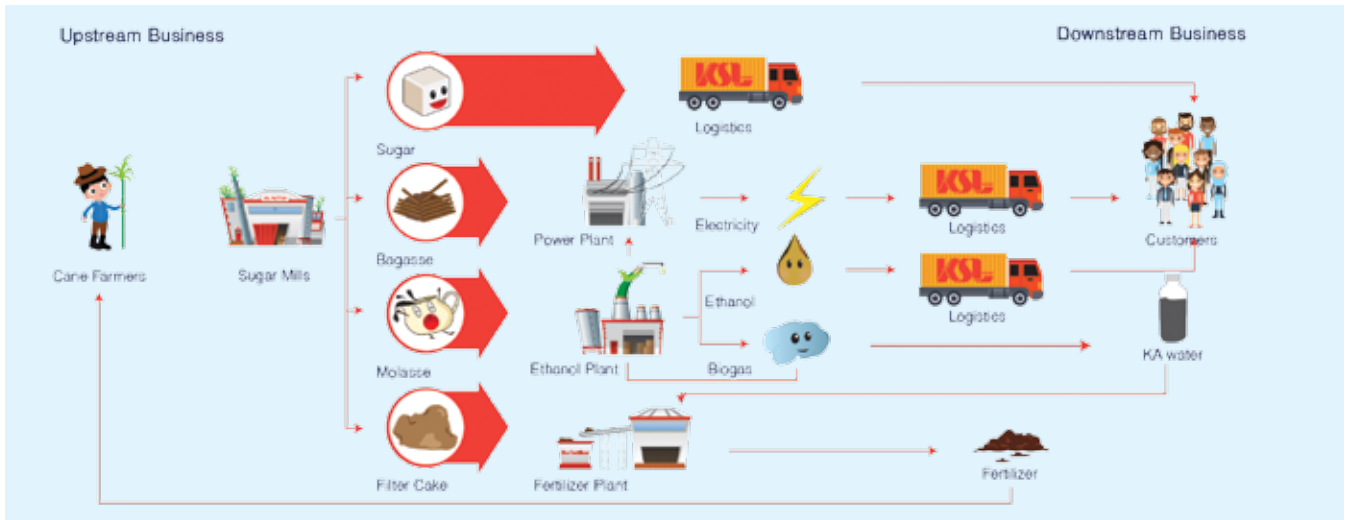 Upstream Business
Downstream Business
KSL
Logistics
Sugar
KSL
Electricity
Logistics
Power Plant
Customers
Bagasse
Cane Farmers
Sugar Mills
KSL
Ethanol
Logistics
KA water
Molasse
Ethanol Plant
Biogas
Filter Cake
Fertilizer Plant
Fertilizer